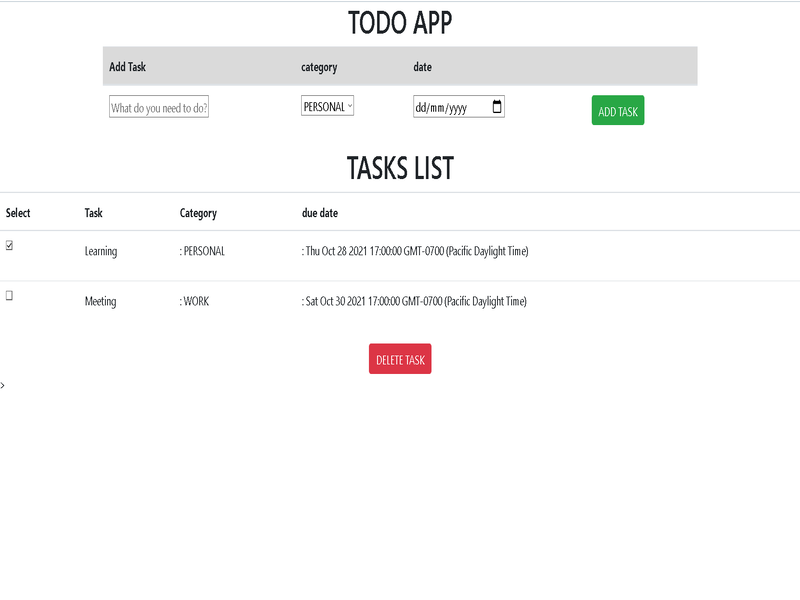 TODO APP
Add Task category date
What do you need to do? PERSONAL dd/mm/yyyy ADD TASK
TASKS LIST
Select Task Category due date
Learning : PERSONAL : Thu Oct 28 2021 17:00:00 GMT-0700 (Pacific Daylight Time)
Meeting : WORK : Sat Oct 30 2021 17:00:00 GMT-0700 (Pacific Daylight Time)
DELETE TASK
>